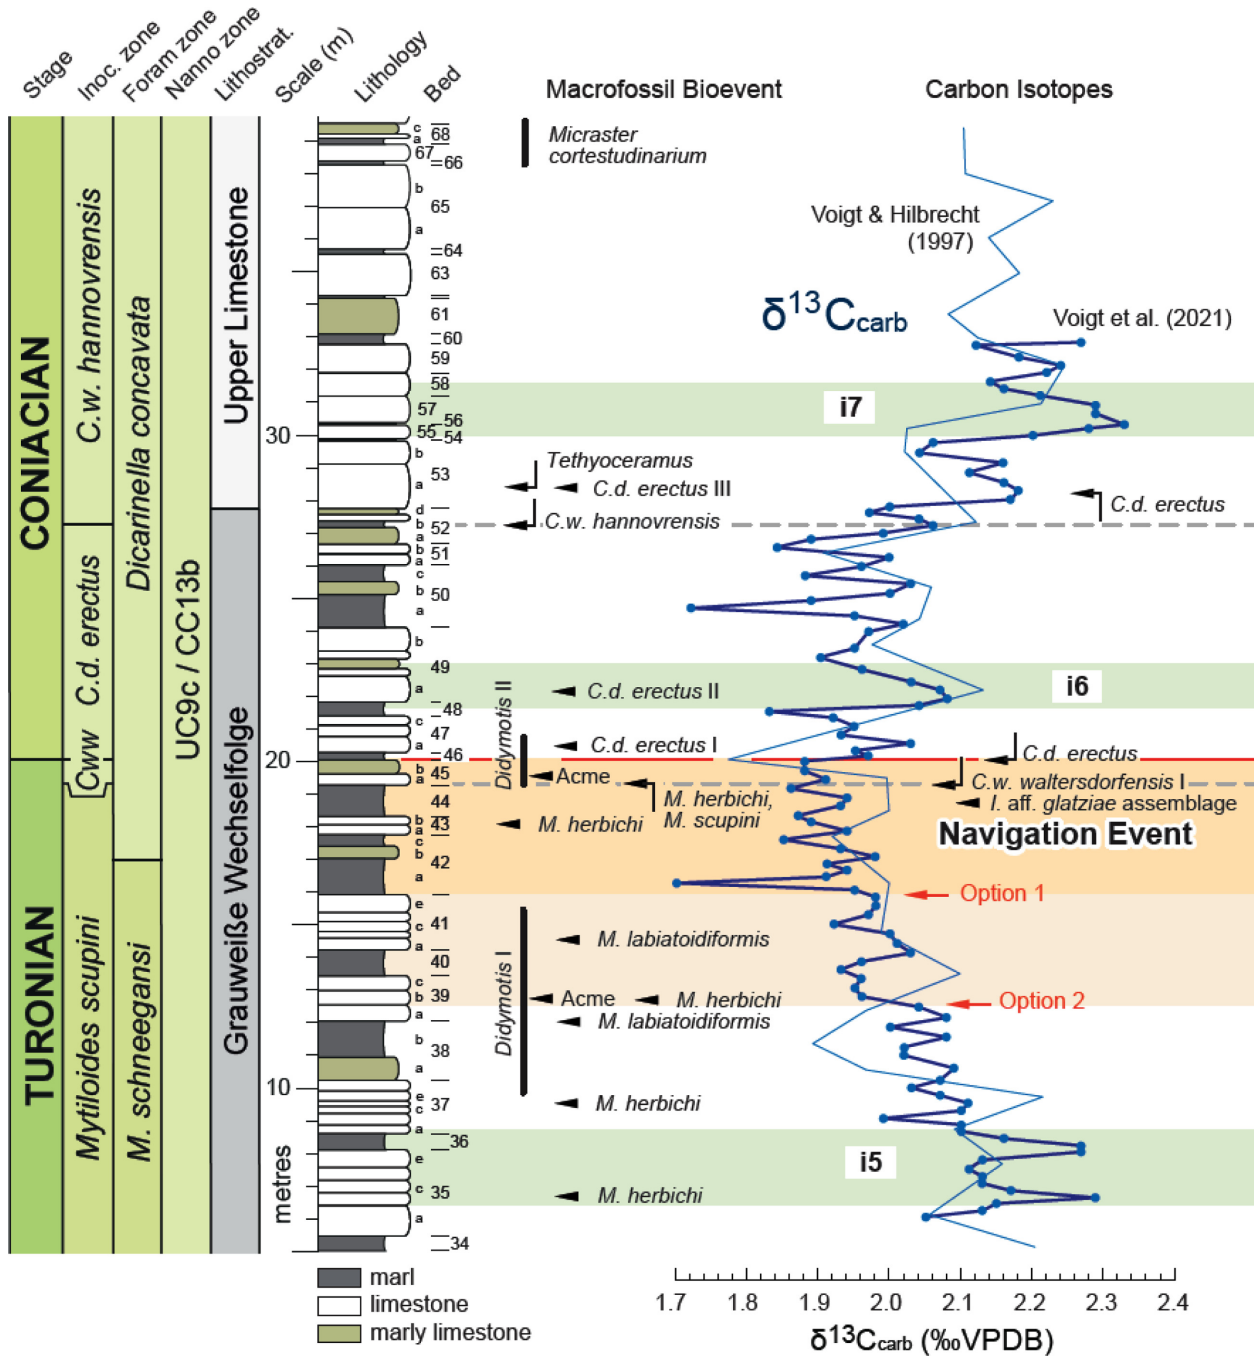 Stage
Inoc. zone
Foram zone
Nanno zone
Lithostrat.
Scale (m)
Lithology
Bed
Macrofossil Bioevent
Carbon Isotopes
CONIACIAN
TURONIAN
C.w. hannovrensis
C.d. erectus
Cww
Mytiloides scupini
Dicarinella concavata
M. schneegansi
UC9c / CC13b
Upper Limestone
Grauweiße Wechselfolge
30
20
10
metres
c
a
68
67
66
b
65
a
64
63
61
60
59
58
57
56
55
54
b
53
a
d
b
52
a
b
51
a
c
b
50
a
b
49
a
48
c
47
a
46
b
45
a
44
b
43
a
c
b
42
a
e
41
c
a
40
c
b
39
a
b
38
a
e
37
c
a
36
e
c
35
a
34
Micraster
cortestudinarium
Tethyoceramus
C.d. erectus III
C.w. hannovrensis
Didymotis II
C.d. erectus II
C.d. erectus I
Acme
M. herbichi,
M. scupini
M. herbichi
Didymotis I
M. labiatoidiformis
Acme
M. herbichi
M. labiatoidiformis
M. herbichi
M. herbichi
Voigt & Hilbrecht
(1997)
δ13Ccarb
Voigt et al. (2021)
i7
C.d. erectus
i6
C.d. erectus
C.w. waltersdorfensis I
I. aff. glatziae assemblage
Navigation Event
Option 1
Option 2
i5
marl
limestone
marly limestone
1.7 1.8 1.9 2.0 2.1 2.2 2.3 2.4
δ13Ccarb (‰VPDB)